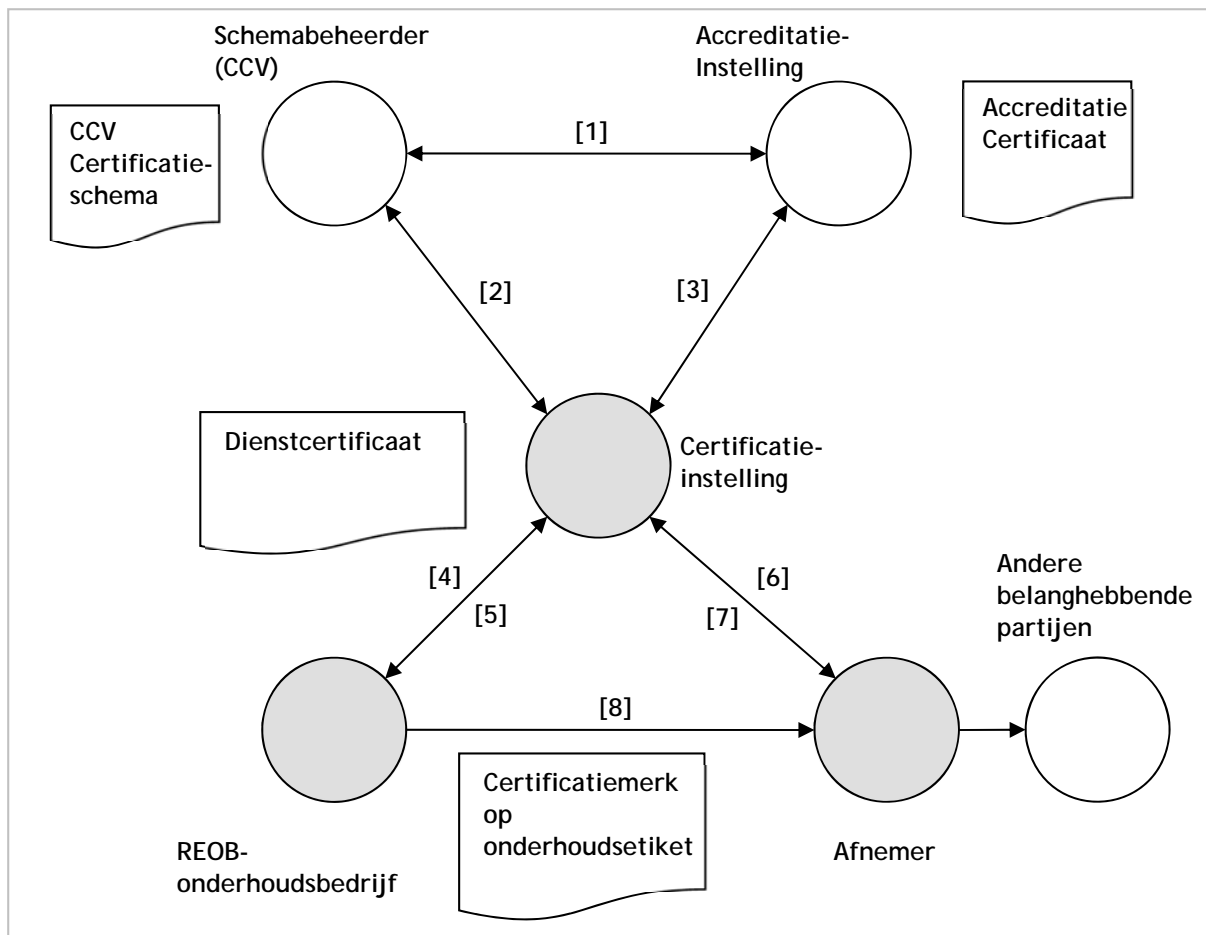 Schemabeheerder
(CCV)
Accreditatie-
Instelling
CCV
Certificatie-
schema
[1]
Accreditatie
Certificaat
[2]
[3]
Dienstcertificaat
Certificatie-
instelling
[4]
[5]
[6]
[7]
Andere
belanghebbende
partijen
[8]
Certificatiemerk
op
onderhoudsetiket
REOB-
onderhoudsbedrijf
Afnemer